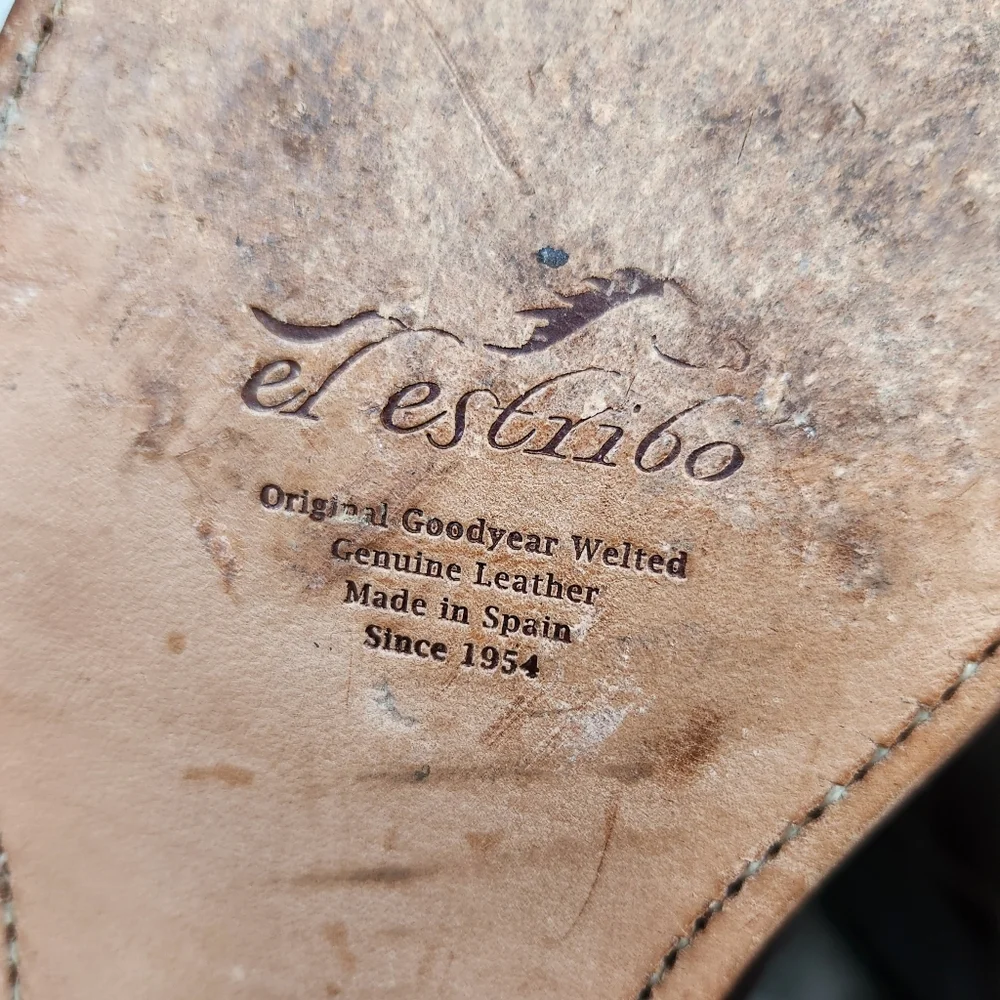 el estribo
Original Goodyear Welted
Genuine Leather
Made in Spain
Since 1954